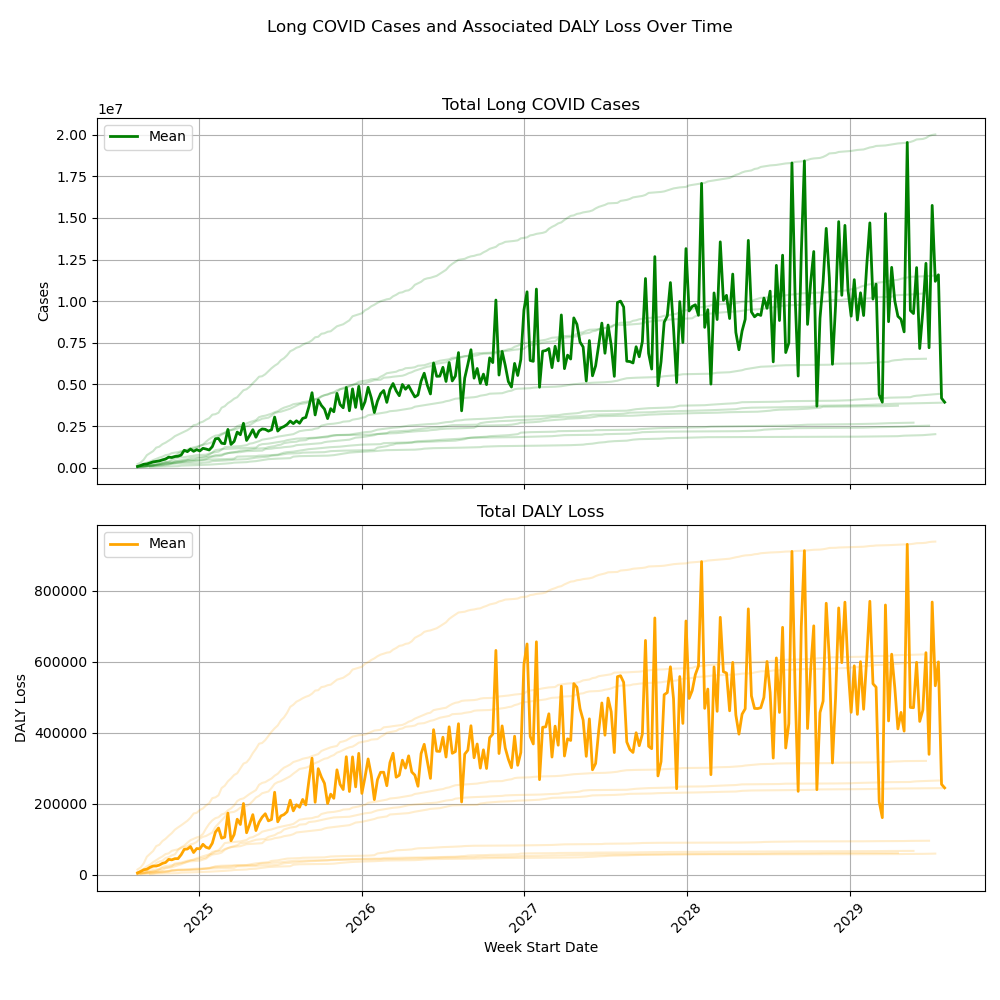 Long COVID Cases and Associated DALY Loss Over Time
Total Long COVID Cases
1e7
Mean
2.00
1.75
1.50
1.25
1.00
0.75
0.50
0.25
0.00
Cases
Total DALY Loss
Mean
800000
600000
400000
200000
0
DALY Loss
2025
2026
2027
2028
2029
Week Start Date